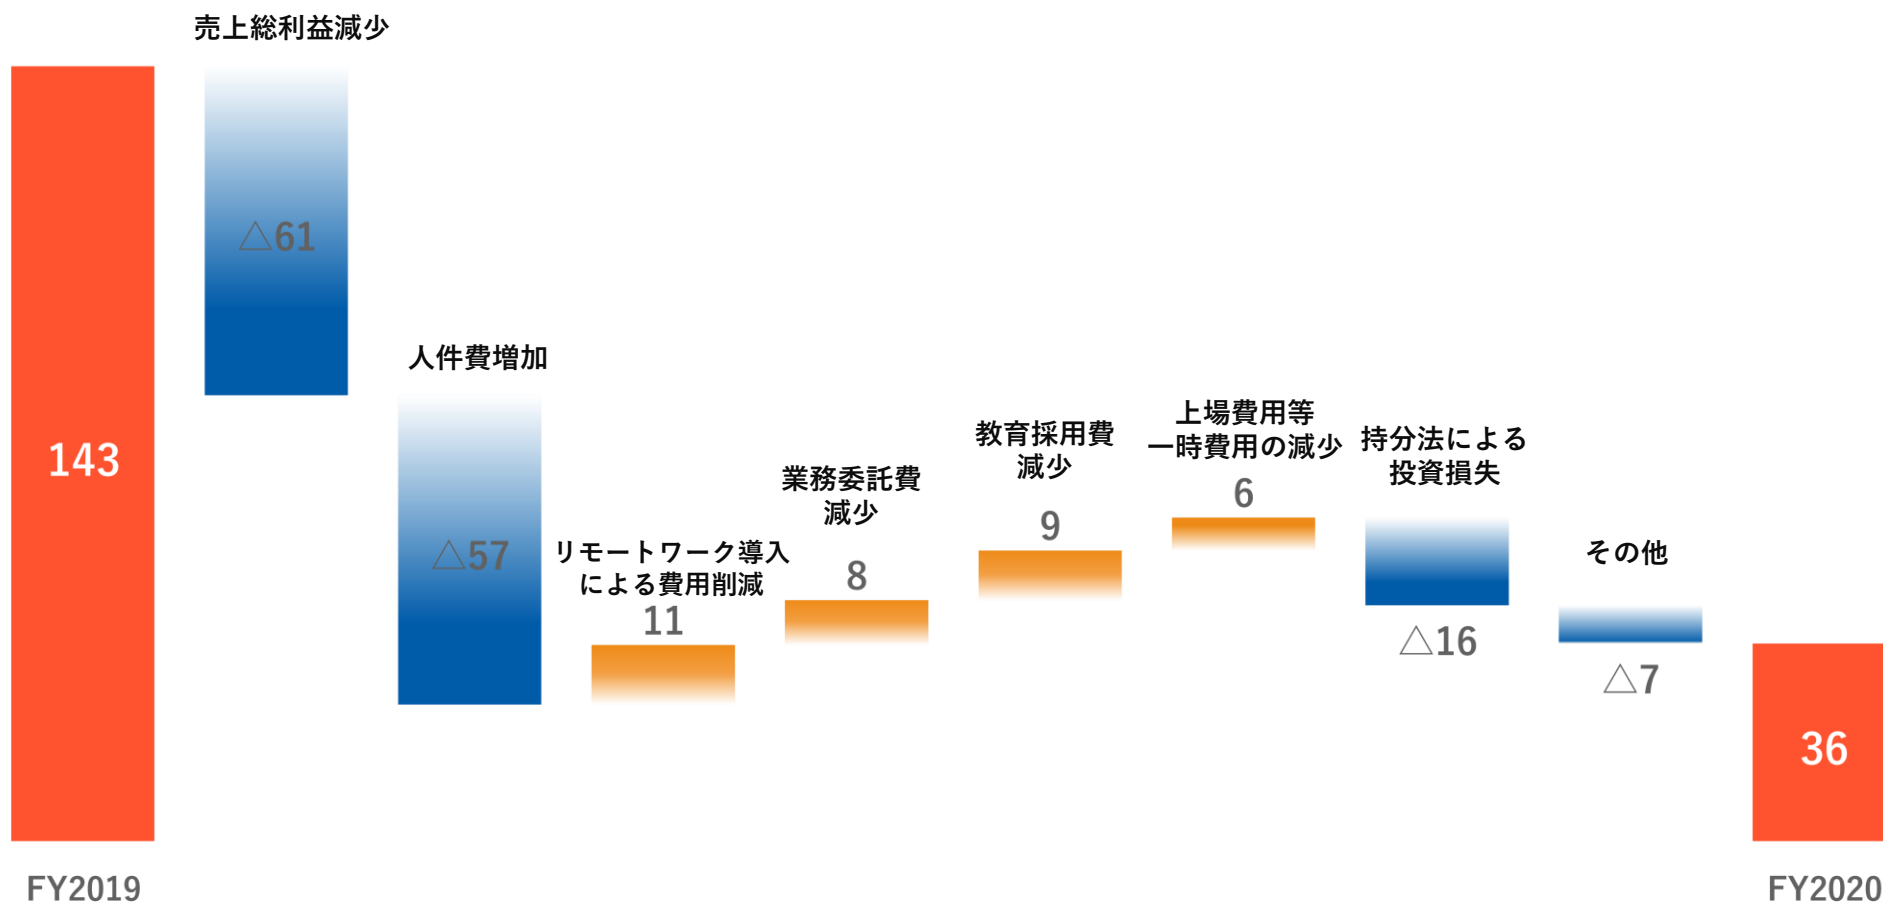 売上総利益減少
△61
143
人件費増加
△57
リモートワーク導入
による費用削減
11
業務委託費
減少
8
教育採用費
減少
9
上場費用等
一時費用の減少
6
持分法による
投資損失
△16
その他
△7
36
FY2019
FY2020